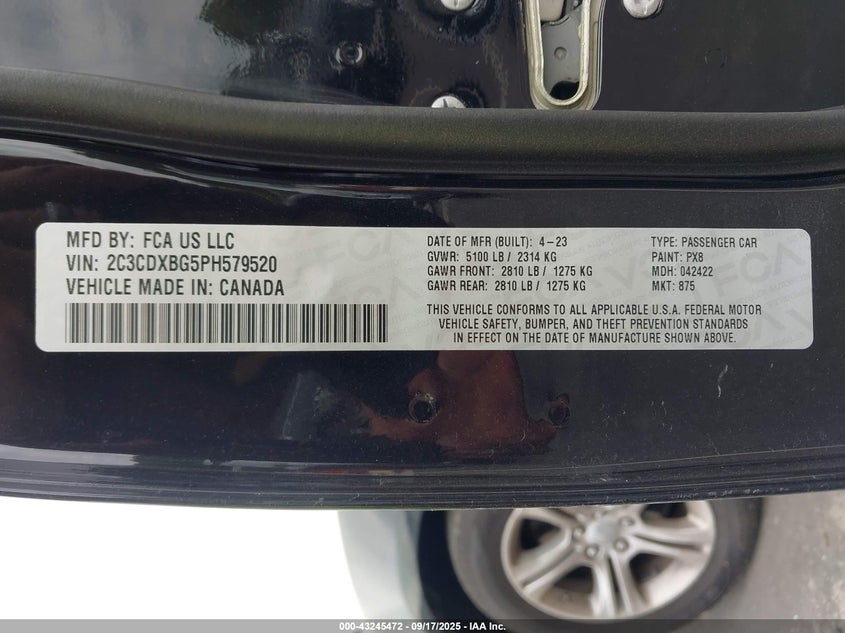 MFD BY: FCA US LLC
VIN: 2C3CDXBG5PH579520
VEHICLE MADE IN: CANADA
DATE OF MFR (BUILT): 4-23
GVWR: 5100 LB / 2314 KG
GAWR FRONT: 2810 LB / 1275 KG
GAWR REAR: 2810 LB / 1275 KG
TYPE: PASSENGER CAR
PAINT: PX8
MDH: 042422
MKT: 875
THIS VEHICLE CONFORMS TO ALL APPLICABLE U.S.A. FEDERAL MOTOR
VEHICLE SAFETY, BUMPER, AND THEFT PREVENTION STANDARDS
IN EFFECT ON THE DATE OF MANUFACTURE SHOWN ABOVE.
000-43245472 - 09/17/2025 - IAA Inc.